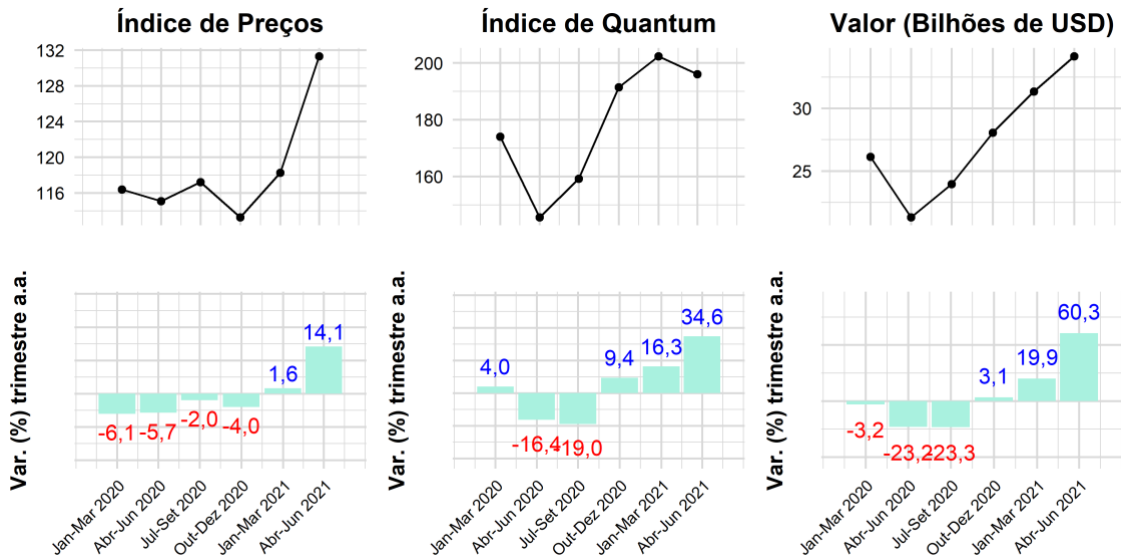 Índice de Preços
132
128
124
120
116
Var. (%) trimestre a.a.
14,1
1,6
-6,1
-5,7
-2,0
-4,0
Jan-Mar 2020
Abr-Jun 2020
Jul-Set 2020
Out-Dez 2020
Jan-Mar 2021
Abr-Jun 2021
Índice de Quantum
200
180
160
Var. (%) trimestre a.a.
4,0
-16,4
-19,0
9,4
16,3
34,6
Jan-Mar 2020
Abr-Jun 2020
Jul-Set 2020
Out-Dez 2020
Jan-Mar 2021
Abr-Jun 2021
Valor (Bilhões de USD)
30
25
Var. (%) trimestre a.a.
-3,2
-23,2
-23,3
3,1
19,9
60,3
Jan-Mar 2020
Abr-Jun 2020
Jul-Set 2020
Out-Dez 2020
Jan-Mar 2021
Abr-Jun 2021